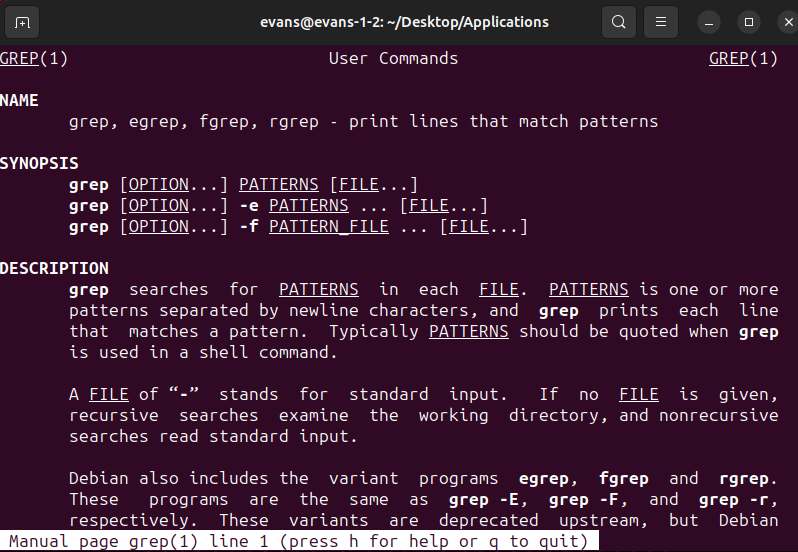 evans@evans-1-2: ~/Desktop/Applications
GREP(1) User Commands GREP(1)
NAME
grep, egrep, fgrep, rgrep - print lines that match patterns
SYNOPSIS
grep [OPTION...] PATTERNS [FILE...]
grep [OPTION...] -e PATTERNS ... [FILE...]
grep [OPTION...] -f PATTERN_FILE ... [FILE...]
DESCRIPTION
grep searches for PATTERNS in each FILE. PATTERNS is one or more
patterns separated by newline characters, and grep prints each line
that matches a pattern. Typically PATTERNS should be quoted when grep
is used in a shell command.
A FILE of “-” stands for standard input. If no FILE is given,
recursive searches examine the working directory, and nonrecursive
searches read standard input.
Debian also includes the variant programs egrep, fgrep and rgrep.
These programs are the same as grep -E, grep -F, and grep -r,
respectively. These variants are deprecated upstream, but Debian
Manual page grep(1) line 1 (press h for help or q to quit)